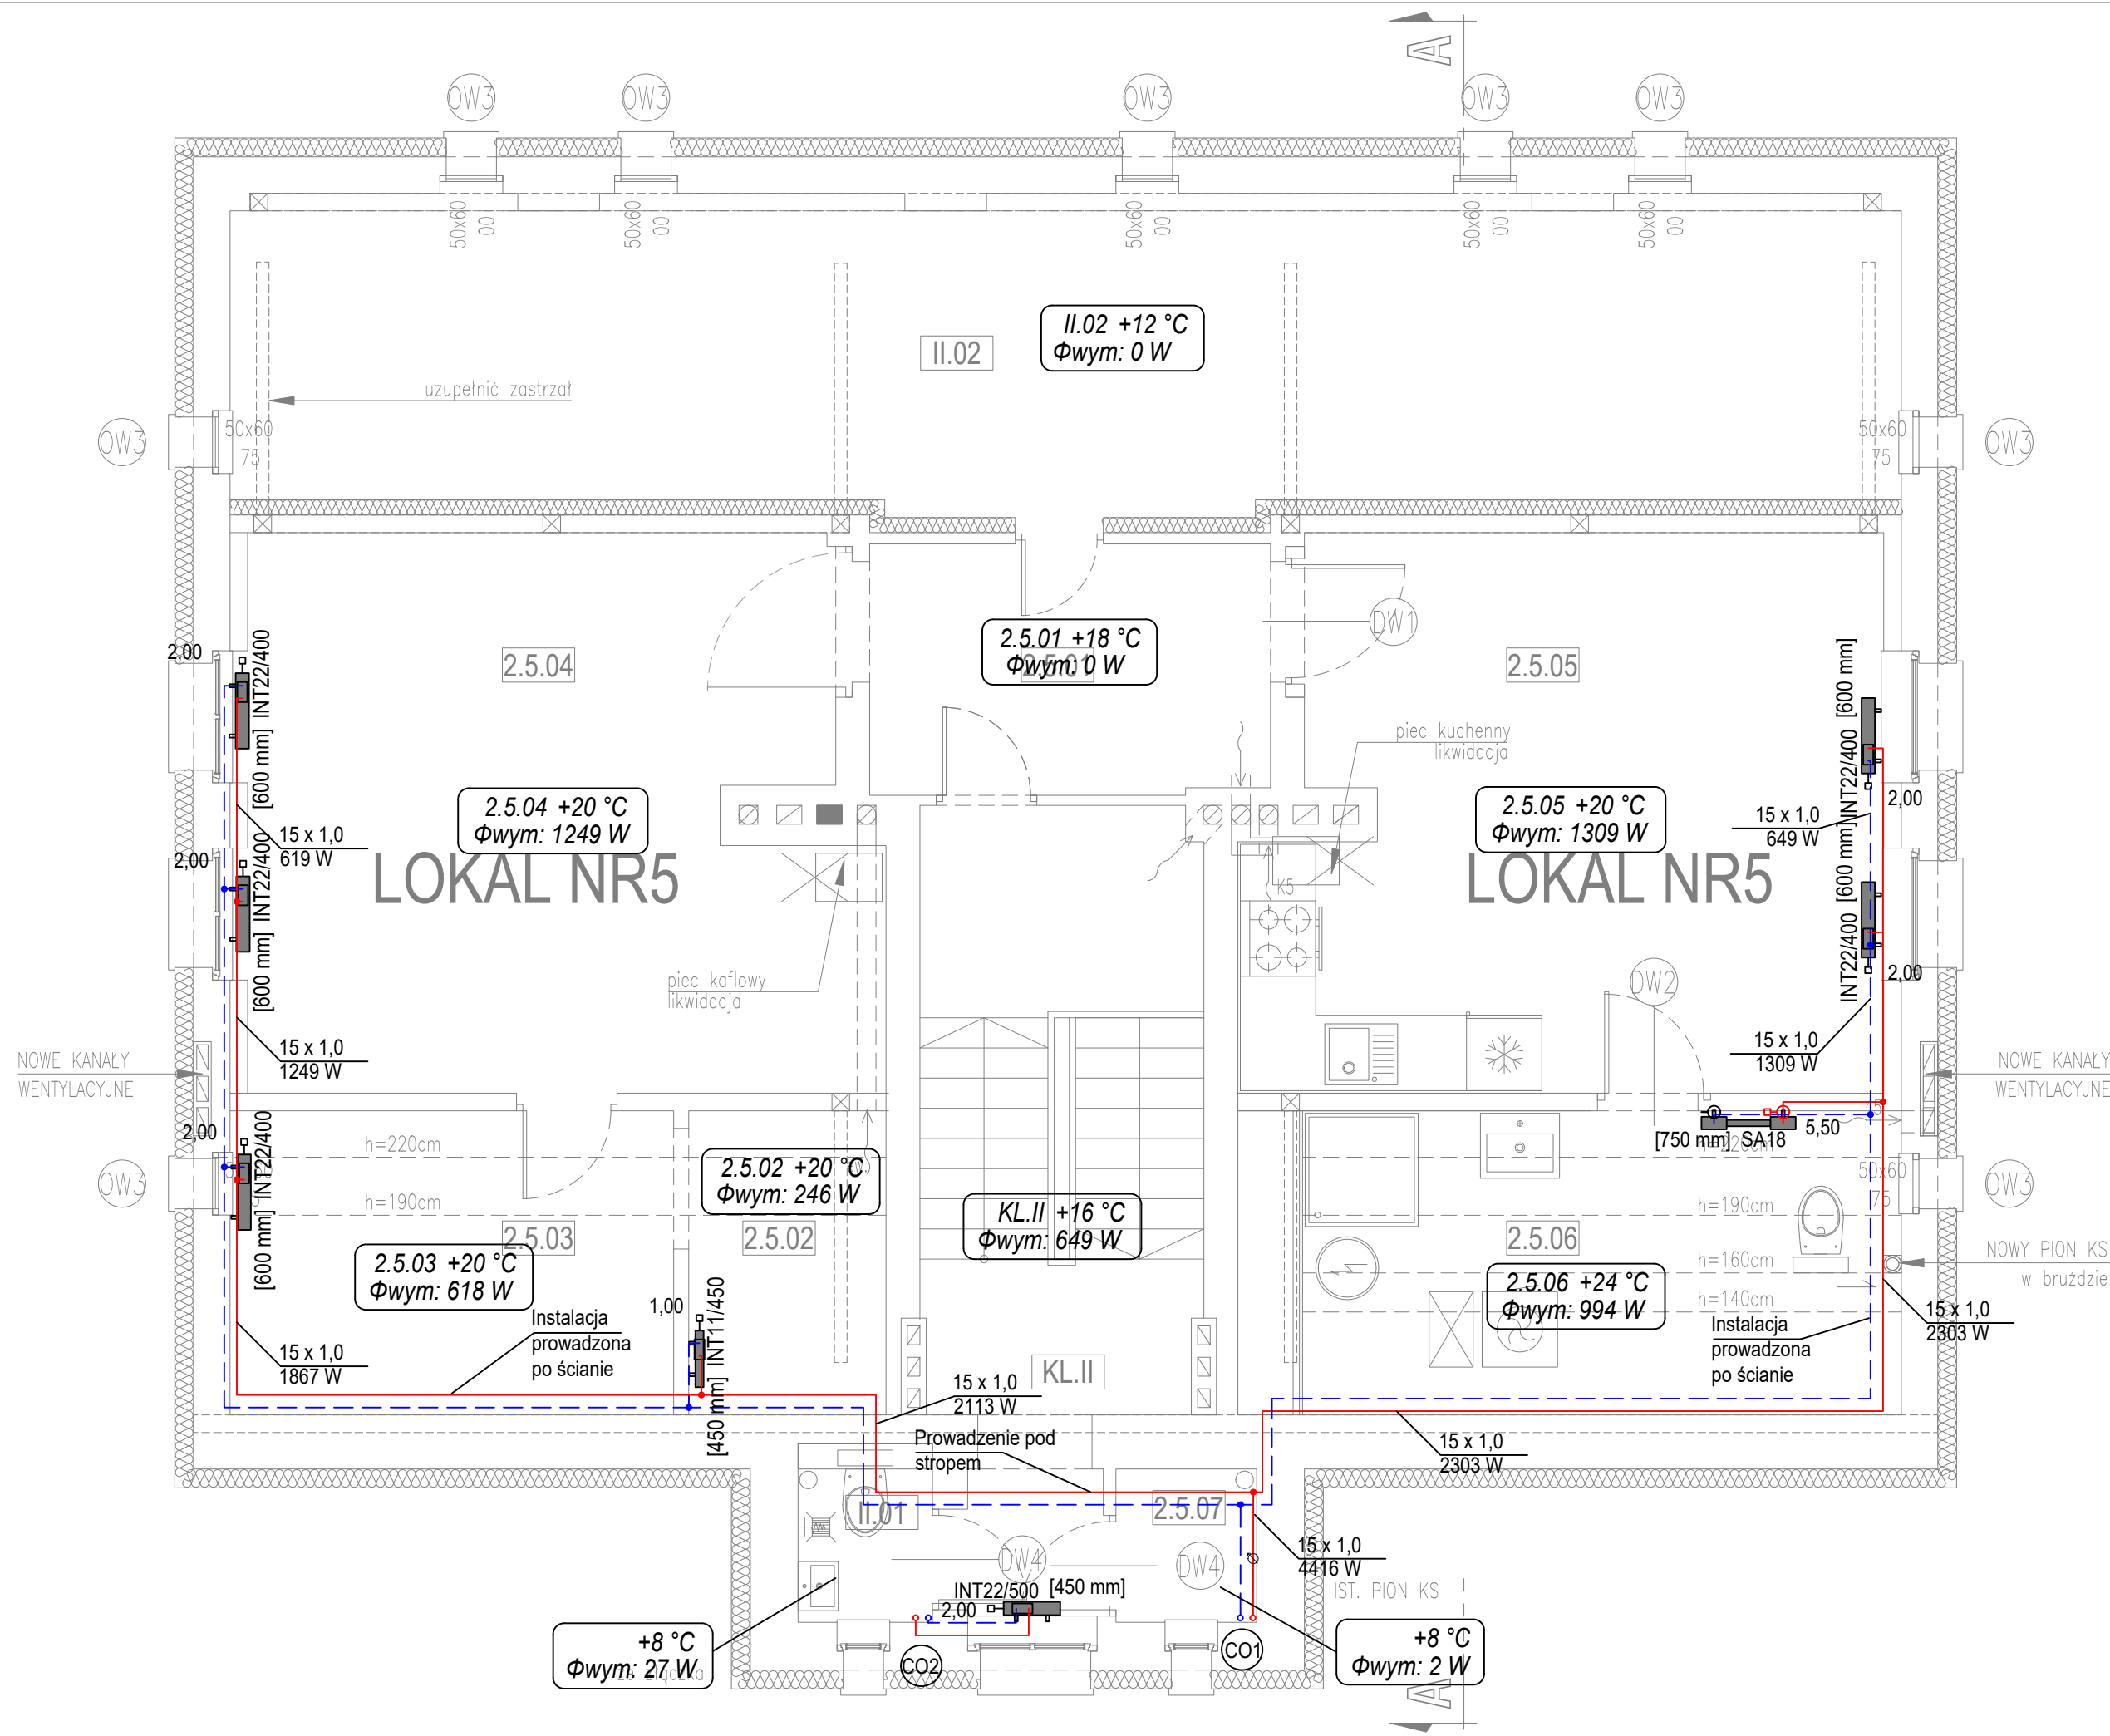 A
OW3
OW3
OW3
OW3
OW3
50x60
00
50x60
00
50x60
00
50x60
00
50x60
00
II.02
II.02 +12 °C
Φwym: 0 W
uzupełnić zastrzał
OW3
50x60
75
50x60
75
OW3
2,00
INT22/400
[600 mm]
2.5.04
2.5.01 +18 °C
Φwym: 0 W
2.5.01
DW1
2.5.05
[600 mm]
INT22/400
piec kuchenny
likwidacja
2.5.04 +20 °C
Φwym: 1249 W
15 x 1,0
619 W
2,00
LOKAL NR5
2.5.05 +20 °C
Φwym: 1309 W
15 x 1,0
649 W
2,00
LOKAL NR5
K5
INT22/400
[600 mm]
[600 mm]
INT22/400
2,00
piec kaflowy
likwidacja
DW2
15 x 1,0
1249 W
15 x 1,0
1309 W
NOWE KANAŁY
WENTYLACYJNE
NOWE KANAŁY
WENTYLACYJNE
2,00
INT22/400
[600 mm]
h=220cm
h=190cm
2.5.03
2.5.02 +20 °C
Φwym: 246 W
2.5.02
KL.II +16 °C
Φwym: 649 W
[750 mm] SA18
5,50
h=220cm
h=190cm
h=160cm
h=140cm
50x60
75
OW3
OW3
2.5.06
2.5.06 +24 °C
Φwym: 994 W
NOWY PION KS
w bruździe
2.5.03 +20 °C
Φwym: 618 W
Instalacja
prowadzona
po ścianie
1,00
INT11/450
[450 mm]
15 x 1,0
1867 W
KL.II
15 x 1,0
2113 W
Instalacja
prowadzona
po ścianie
15 x 1,0
2303 W
Prowadzenie pod
stropem
15 x 1,0
2303 W
II.01
2.5.07
DW4
DW4
15 x 1,0
4416 W
IST. PION KS
INT22/500 [450 mm]
2,00
+8 °C
Φwym: 27 W
CO2
CO1
+8 °C
Φwym: 2 W
A